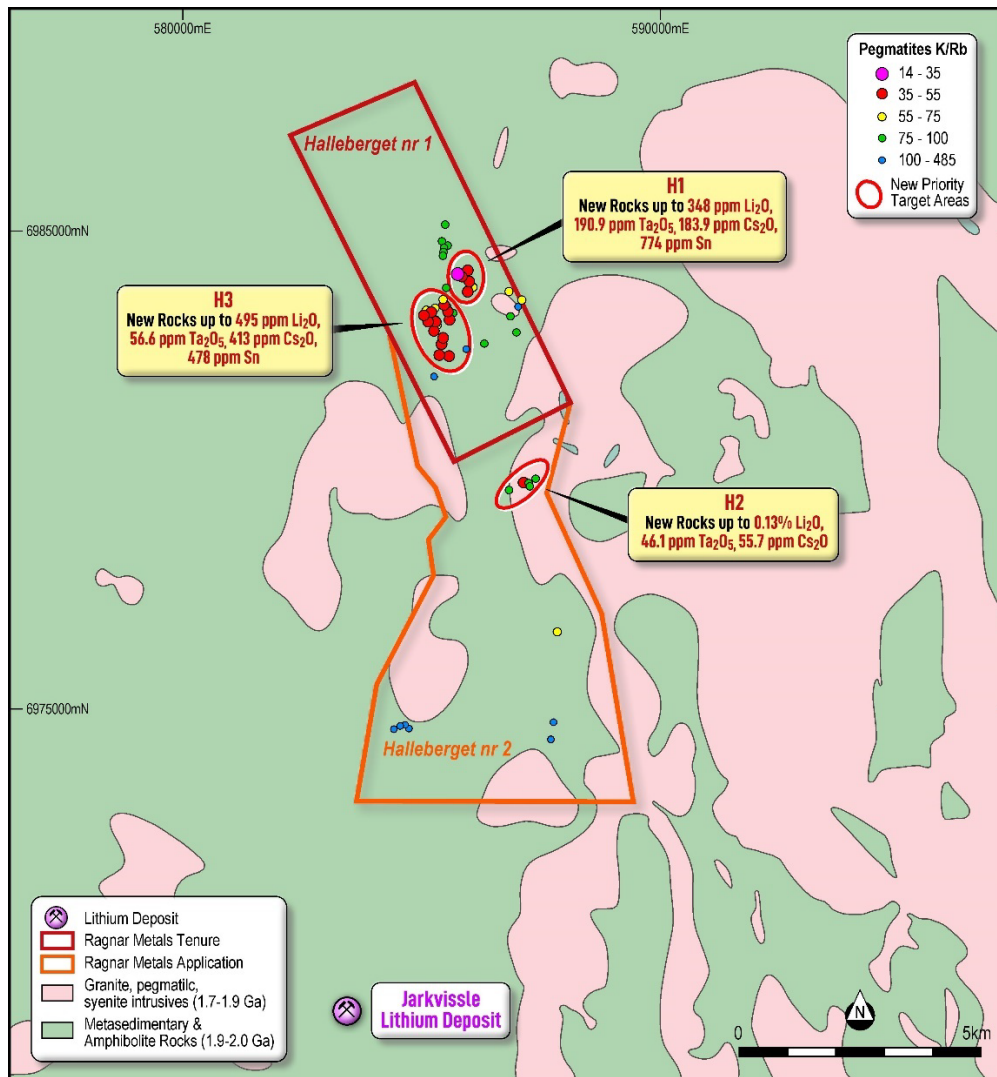 580000mE
590000mE
Pegmatites K/Rb
14 - 35
35 - 55
55 - 75
75 - 100
100 - 485
New Priority
Target Areas
Halleberget nr 1
H1
New Rocks up to 348 ppm Li₂O,
190.9 ppm Ta₂O₅, 183.9 ppm Cs₂O,
774 ppm Sn
6985000mN
H3
New Rocks up to 495 ppm Li₂O,
56.6 ppm Ta₂O₅, 413 ppm Cs₂O,
478 ppm Sn
H2
New Rocks up to 0.13% Li₂O,
46.1 ppm Ta₂O₅, 55.7 ppm Cs₂O
6975000mN
Halleberget nr 2
Lithium Deposit
Ragnar Metals Tenure
Ragnar Metals Application
Granite, pegmatilc,
syenite intrusives (1.7-1.9 Ga)
Metasedimentary &
Amphibolite Rocks (1.9-2.0 Ga)
Jarkvissle
Lithium Deposit
N
0
5km